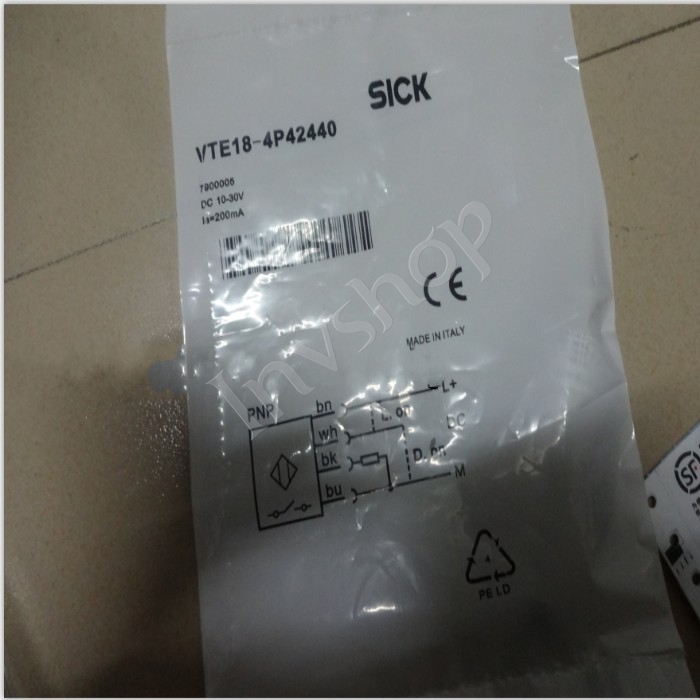 SICK
VTE18-4P42440
7900005
DC 10-30V
=200mA
CE
MADE IN ITALY
PNP
bn
L+
L. on
wh
DC
bk
D. on
bu
M
PE LD
Invshop
SF